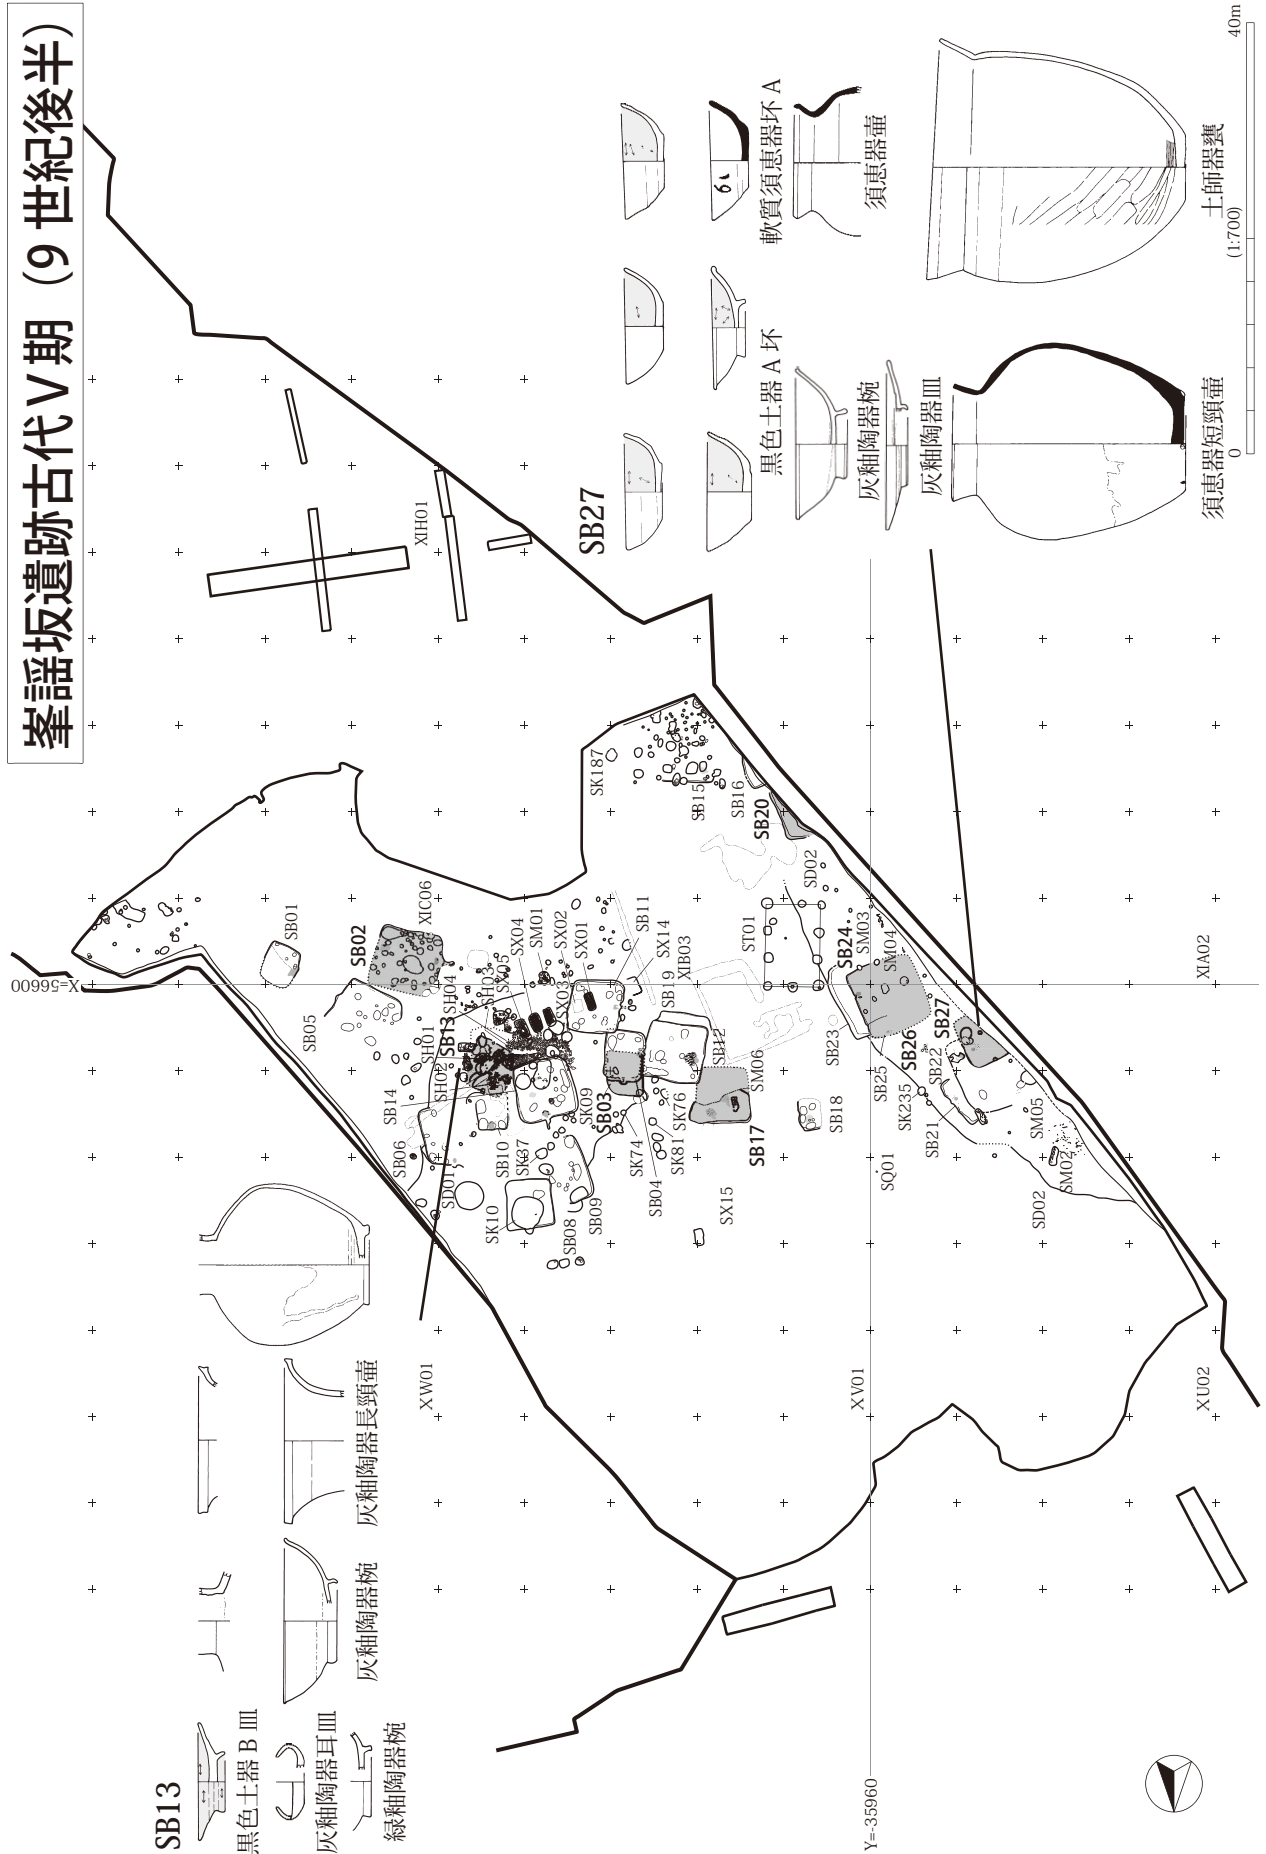 峯謡坂遺跡古代Ⅴ期（9世紀後半）
SB13
黒色土器B皿
灰釉陶器耳皿
緑釉陶器椀
灰釉陶器椀
灰釉陶器長頸壷
SB27
黒色土器A坏
軟質須恵器坏A
灰釉陶器椀
灰釉陶器皿
須恵器壷
須恵器短頸壷
土師器甕
0
(1:700)
40m
X=56600
Y=-35960
XIH01
XIC06
XIB03
XIA02
XW01
XV01
XU02
SB01
SB02
SB05
SH04
SH03
SX05
SX04
SM01
SX02
SX01
SX03
SH01
SB13
SH02
SB14
SB06
SD01
SB10
SK37
SK09
SK10
SB08
SB09
SB03
SK74
SB04
SK81
SK76
SB17
SM06
SB12
SB19
SX14
SB11
SX15
SK187
SB15
SB16
SB20
SD02
ST01
SB24
SM03
SM04
SB23
SB25
SB26
SB27
SB22
SK235
SB21
SB18
SQ01
SM05
SM02
SD02